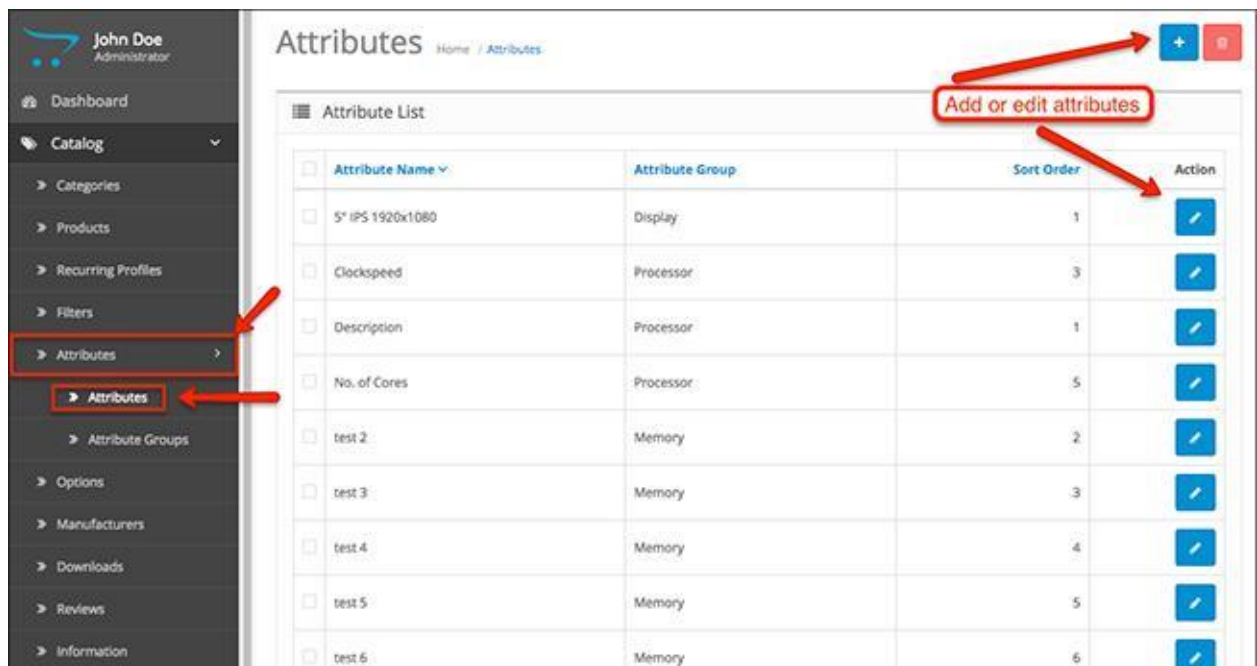 John Doe
Administrator
Dashboard
Catalog
Categories
Products
Recurring Profiles
Filters
Attributes
Attributes
Attribute Groups
Options
Manufacturers
Downloads
Reviews
Information
Attributes Home / Attributes
Add or edit attributes
Attribute List
Attribute Name Attribute Group Sort Order Action
5" IPS 1920x1080 Display 1
Clockspeed Processor 3
Description Processor 1
No. of Cores Processor 5
test 2 Memory 2
test 3 Memory 3
test 4 Memory 4
test 5 Memory 5
test 6 Memory 6